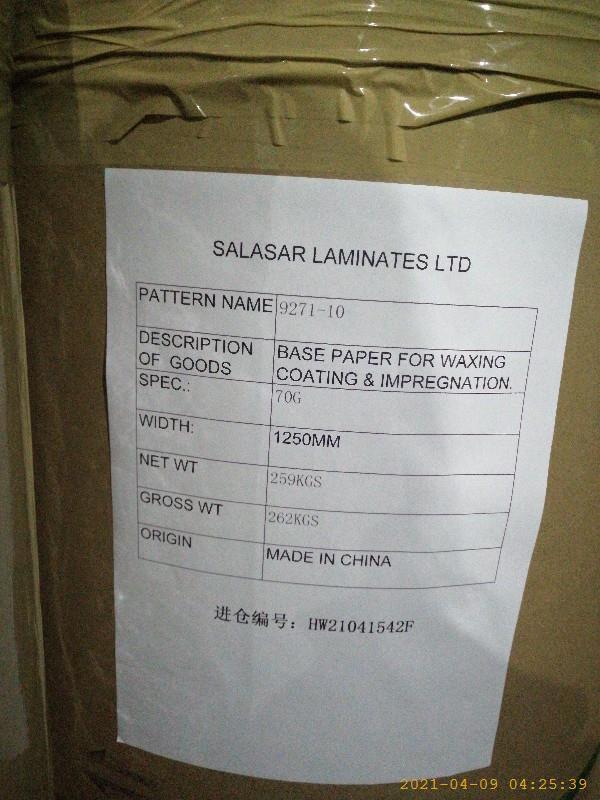 SALASAR LAMINATES LTD
PATTERN NAME 9271-10
DESCRIPTION OF GOODS BASE PAPER FOR WAXING COATING & IMPREGNATION.
SPEC.: 70G
WIDTH: 1250MM
NET WT 259KGS
GROSS WT 262KGS
ORIGIN MADE IN CHINA
进仓编号: HW21041542F
2021-04-09 04:25:39